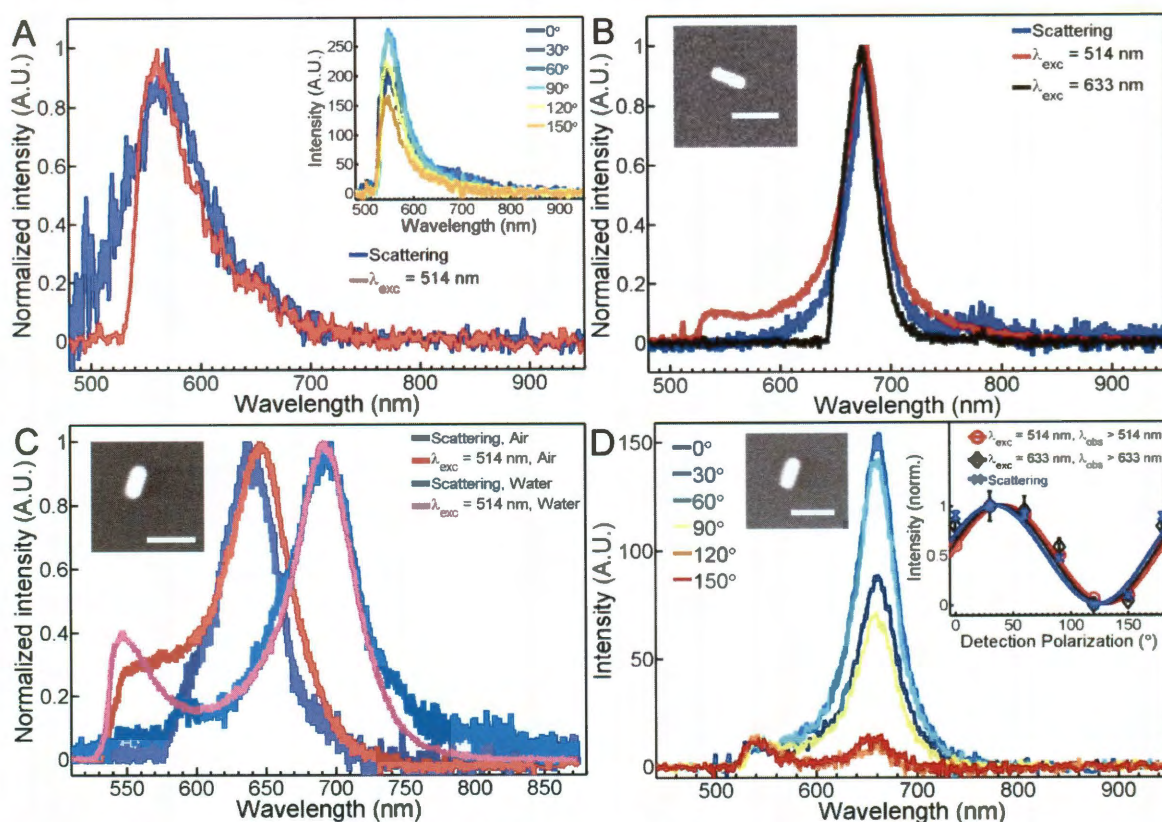 A
Normalized intensity (A.U.)
1
0.8
0.6
0.4
0.2
0
500 600 700 800 900
Wavelength (nm)
Intensity (A.U.)
250
200
150
100
50
0
500 600 700 800 900
Wavelength (nm)
0°
30°
60°
90°
120°
150°
Scattering
λexc = 514 nm
B
Normalized intensity (A.U.)
1
0.8
0.6
0.4
0.2
0
500 600 700 800 900
Wavelength (nm)
Scattering
λexc = 514 nm
λexc = 633 nm
C
Normalized intensity (A.U.)
1
0.8
0.6
0.4
0.2
0
550 600 650 700 750 800 850
Wavelength (nm)
Scattering, Air
λexc = 514 nm, Air
Scattering, Water
λexc = 514 nm, Water
D
Intensity (A.U.)
150
100
50
0
400 500 600 700 800 900
Wavelength (nm)
0°
30°
60°
90°
120°
150°
λexc = 514 nm, λobs > 514 nm
λexc = 633 nm, λobs > 633 nm
Scattering
Intensity (norm.)
1
0.5
0
0 50 100 150
Detection Polarization (°)